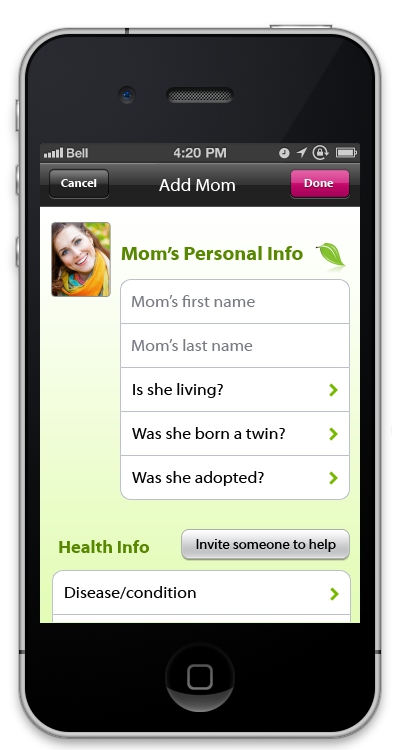 Bell 4:20 PM
Cancel Add Mom Done
Mom's Personal Info
Mom's first name
Mom's last name
Is she living?
Was she born a twin?
Was she adopted?
Health Info Invite someone to help
Disease/condition